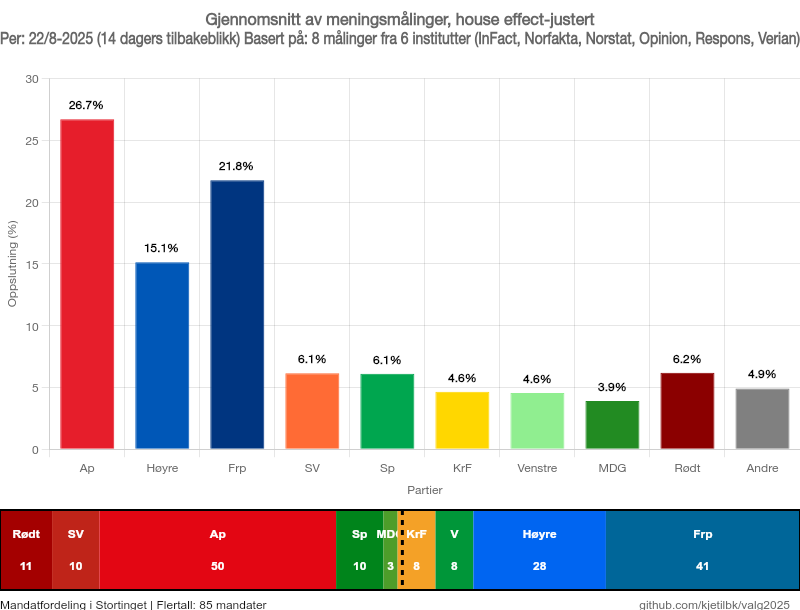 Gjennomsnitt av meningsmålinger, house effect-justert
Per: 22/8-2025 (14 dagers tilbakeblikk) Basert på: 8 målinger fra 6 institutter (InFact, Norfakta, Norstat, Opinion, Respons, Verian)
30
25
20
15
10
5
0
Oppslutning (%)
26.7%
15.1%
21.8%
6.1%
6.1%
4.6%
4.6%
3.9%
6.2%
4.9%
Ap Høyre Frp SV Sp KrF Venstre MDG Rødt Andre
Partier
Rødt SV Ap Sp MDG KrF V Høyre Frp
11 10 50 10 3 8 8 28 41
Mandatfordeling i Stortinget | Flertall: 85 mandater
github.com/kjetilbk/valg2025